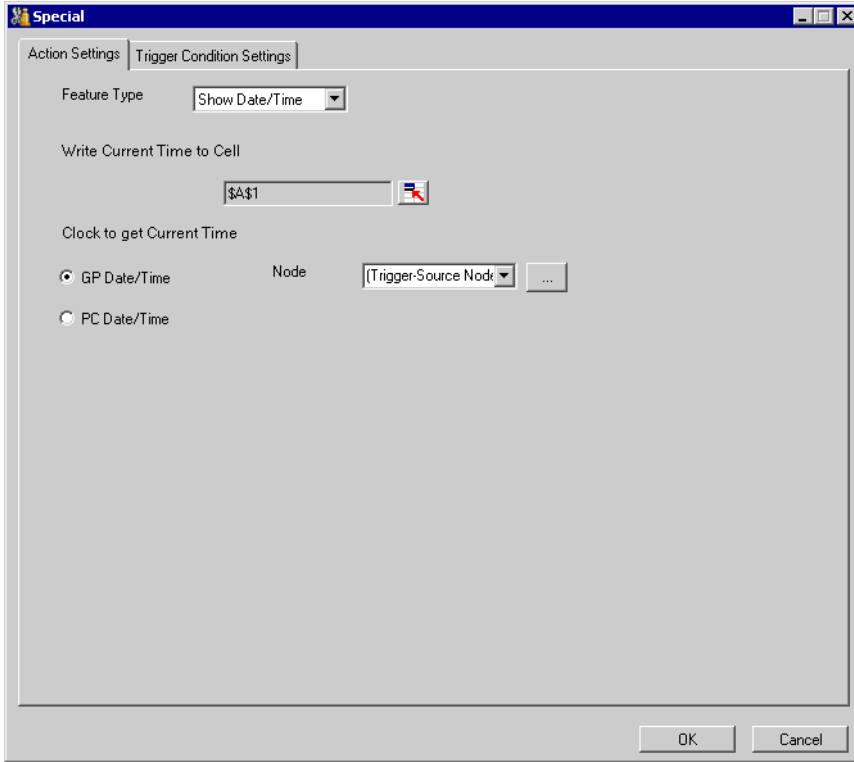 Special
Action Settings Trigger Condition Settings
Feature Type Show Date/Time
Write Current Time to Cell
$A$1
Clock to get Current Time
GP Date/Time Node (Trigger-Source Node ...
PC Date/Time
OK Cancel